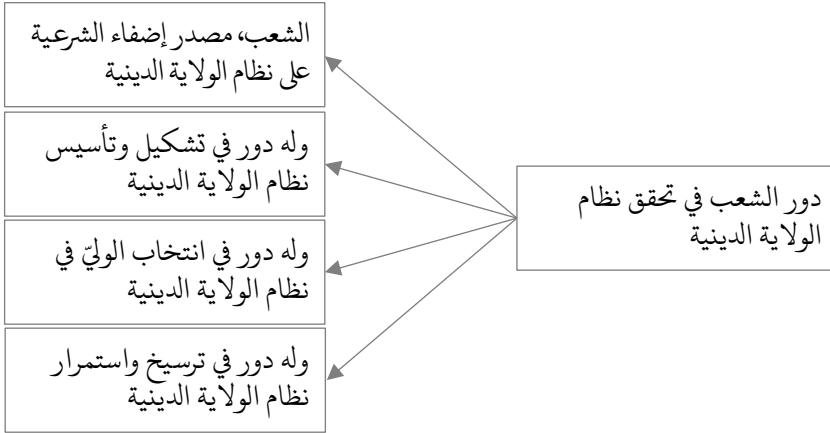 دور الشعب في تحقق نظام
الولاية الدينية
الشعب، مصدر إضفاء الشرعية
على نظام الولاية الدينية
وله دور في تشكيل وتأسيس
نظام الولاية الدينية
وله دور في انتخاب الوليّ في
نظام الولاية الدينية
وله دور في ترسيخ واستمرار
نظام الولاية الدينية